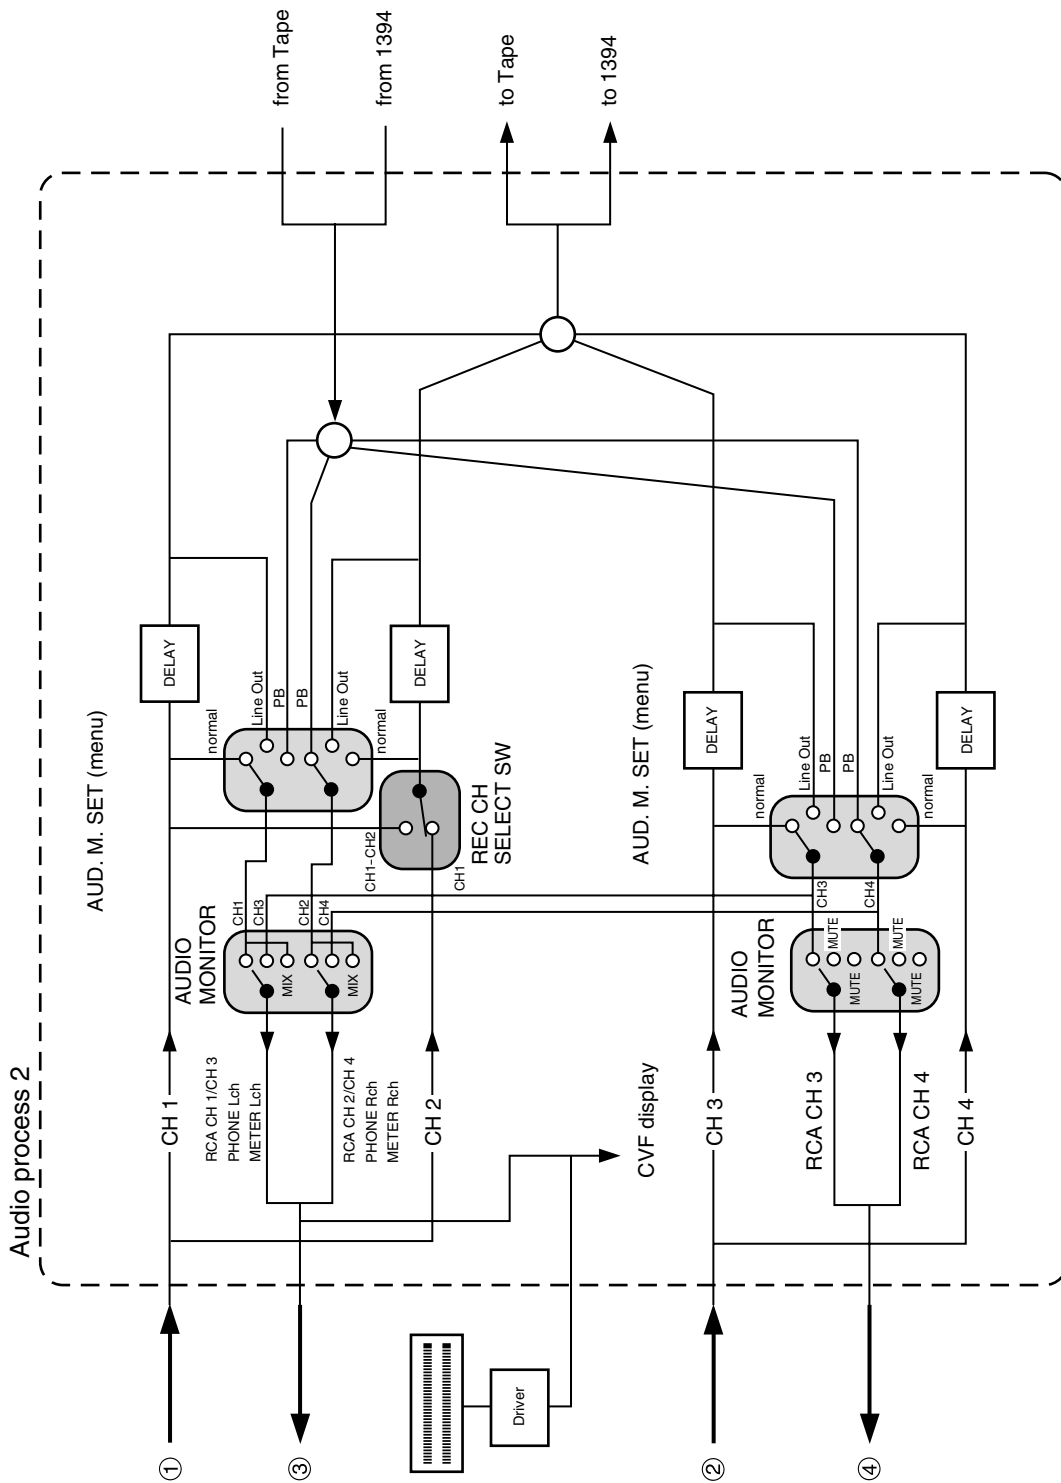 Audio process 2
from Tape
from 1394
to Tape
to 1394
①
CH 1
AUD. M. SET (menu)
DELAY
normal
Line Out
PB
PB
Line Out
normal
DELAY
AUDIO
MONITOR
CH1
CH3
CH2
CH4
MIX
MIX
CH1-CH2
CH1
REC CH
SELECT SW
RCA CH 1/CH 3
PHONE Lch
METER Lch
RCA CH 2/CH 4
PHONE Rch
METER Rch
③
CH 2
CVF display
Driver
②
CH 3
AUD. M. SET (menu)
DELAY
normal
Line Out
PB
PB
Line Out
normal
DELAY
CH3
CH4
AUDIO
MONITOR
MUTE
MUTE
MUTE
MUTE
RCA CH 3
RCA CH 4
④
CH 4